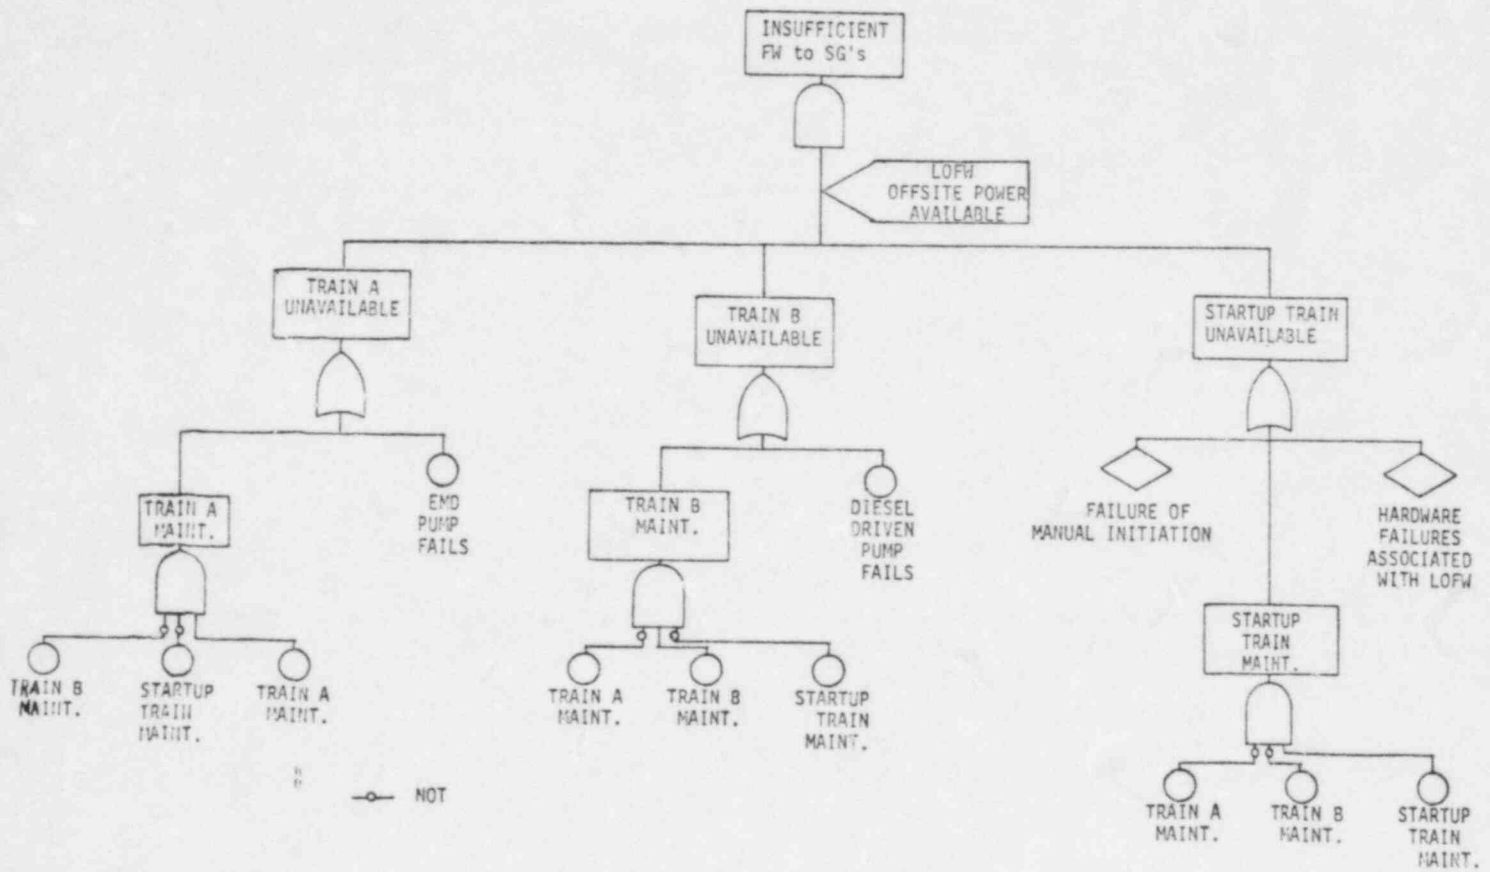 INSUFFICIENT
FW to SG's
LOFW
OFFSITE POWER
AVAILABLE
TRAIN A
UNAVAILABLE
TRAIN B
UNAVAILABLE
STARTUP TRAIN
UNAVAILABLE
TRAIN A
MAINT.
EMD
PUMP
FAILS
TRAIN B
MAINT.
DIESEL
DRIVEN
PUMP
FAILS
FAILURE OF
MANUAL INITIATION
HARDWARE
FAILURES
ASSOCIATED
WITH LOFW
STARTUP
TRAIN
MAINT.
TRAIN B
MAINT.
STARTUP
TRAIN
MAINT.
TRAIN A
MAINT.
TRAIN A
MAINT.
TRAIN B
MAINT.
STARTUP
TRAIN
MAINT.
NOT
TRAIN A
MAINT.
TRAIN B
MAINT.
STARTUP
TRAIN
MAINT.